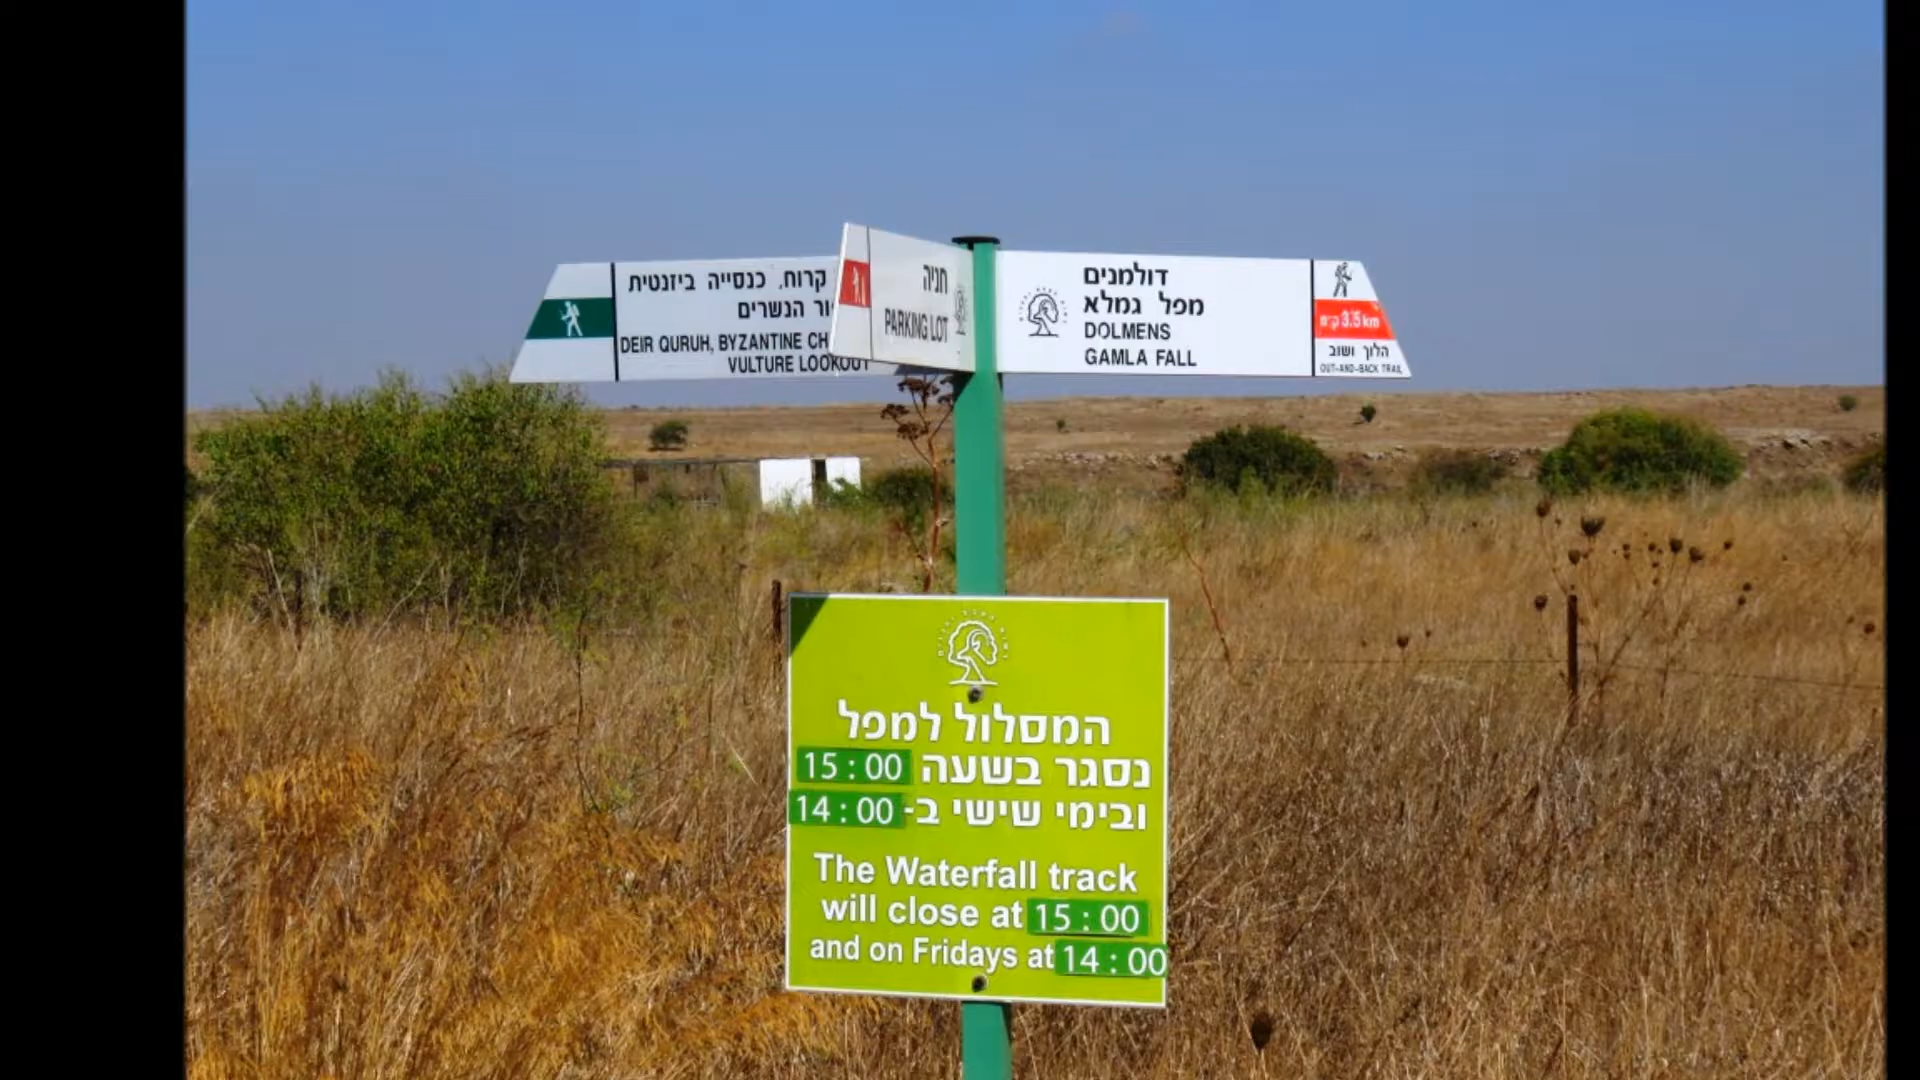 קרוח, כנסייה ביזנטית
הנשרים
DEIR QURUH, BYZANTINE
VULTURE LOOKOUT
חניה
PARKING LOT
דולמנים
מפל גמלא
DOLMENS
GAMLA FALL
3.5 ק"מ km
הלוך ושוב
OUT-AND-BACK TRAIL
המסלול למפל
נסגר בשעה 15:00
ובימי שישי ב- 14:00
The Waterfall track
will close at 15:00
and on Fridays at 14:00